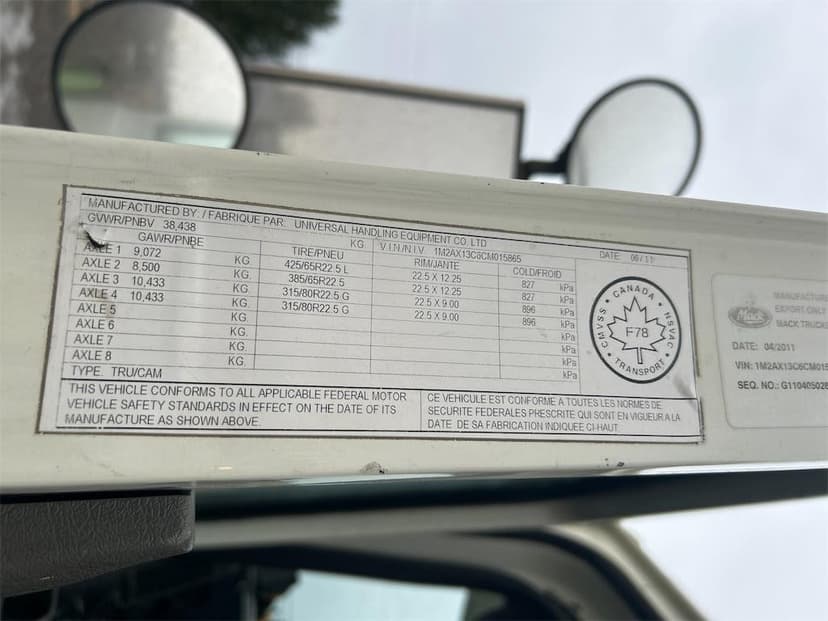 MANUFACTURED BY: / FABRIQUE PAR: UNIVERSAL HANDLING EQUIPMENT CO. LTD
GVWR/PNBV 38,438 KG V.I.N/N.I.V 1M2AX13C6CM015865 DATE: 06/11
GAWR/PNBE TIRE/PNEU RIM/JANTE COLD/FROID
AXLE 1 9,072 KG. 425/65R22.5 L 22.5 X 12.25 827 kPa
AXLE 2 8,500 KG. 385/65R22.5 22.5 X 12.25 827 kPa
AXLE 3 10,433 KG. 315/80R22.5 G 22.5 X 9.00 896 kPa
AXLE 4 10,433 KG. 315/80R22.5 G 22.5 X 9.00 896 kPa
AXLE 5 KG. kPa
AXLE 6 KG. kPa
AXLE 7 KG. kPa
AXLE 8 KG. kPa
TYPE. TRU/CAM
THIS VEHICLE CONFORMS TO ALL APPLICABLE FEDERAL MOTOR
VEHICLE SAFETY STANDARDS IN EFFECT ON THE DATE OF ITS
MANUFACTURE AS SHOWN ABOVE.
CE VEHICULE EST CONFORME A TOUTES LES NORMES DE
SECURITE FEDERALES PRESCRITE QUI SONT EN VIGUEUR A LA
DATE DE SA FABRICATION INDIQUEE CI-HAUT.
CANADA
CMVSS
NSVAC
F78
TRANSPORT
Mack
MANUFACTURE
EXPORT ONLY
MACK TRUCK
DATE: 04/2011
VIN: 1M2AX13C6CM015
SEQ. NO.: G11040502